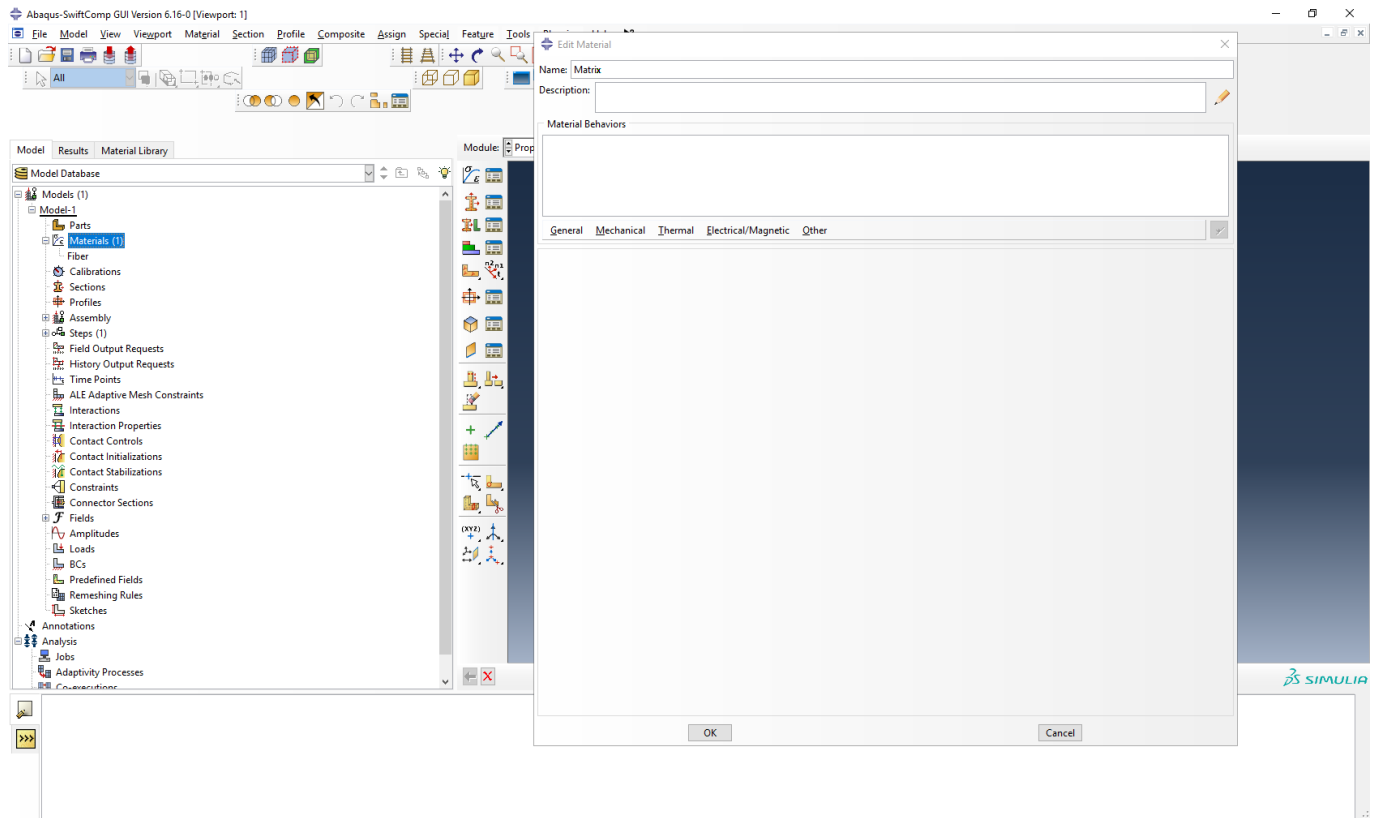 Abaqus-SwiftComp GUI Version 6.16-0 [Viewport: 1]
File Model View Viewport Material Section Profile Composite Assign Special Feature Tools
All
Model Results Material Library
Module: Prop
Model Database
Models (1)
Model-1
Parts
Materials (1)
Fiber
Calibrations
Sections
Profiles
Assembly
Steps (1)
Field Output Requests
History Output Requests
Time Points
ALE Adaptive Mesh Constraints
Interactions
Interaction Properties
Contact Controls
Contact Initializations
Contact Stabilizations
Constraints
Connector Sections
Fields
Amplitudes
Loads
BCs
Predefined Fields
Remeshing Rules
Sketches
Annotations
Analysis
Jobs
Adaptivity Processes
Co-executions
(XYZ)
Edit Material
Name: Matrix
Description:
Material Behaviors
General Mechanical Thermal Electrical/Magnetic Other
OK Cancel
SIMULIA
>>>